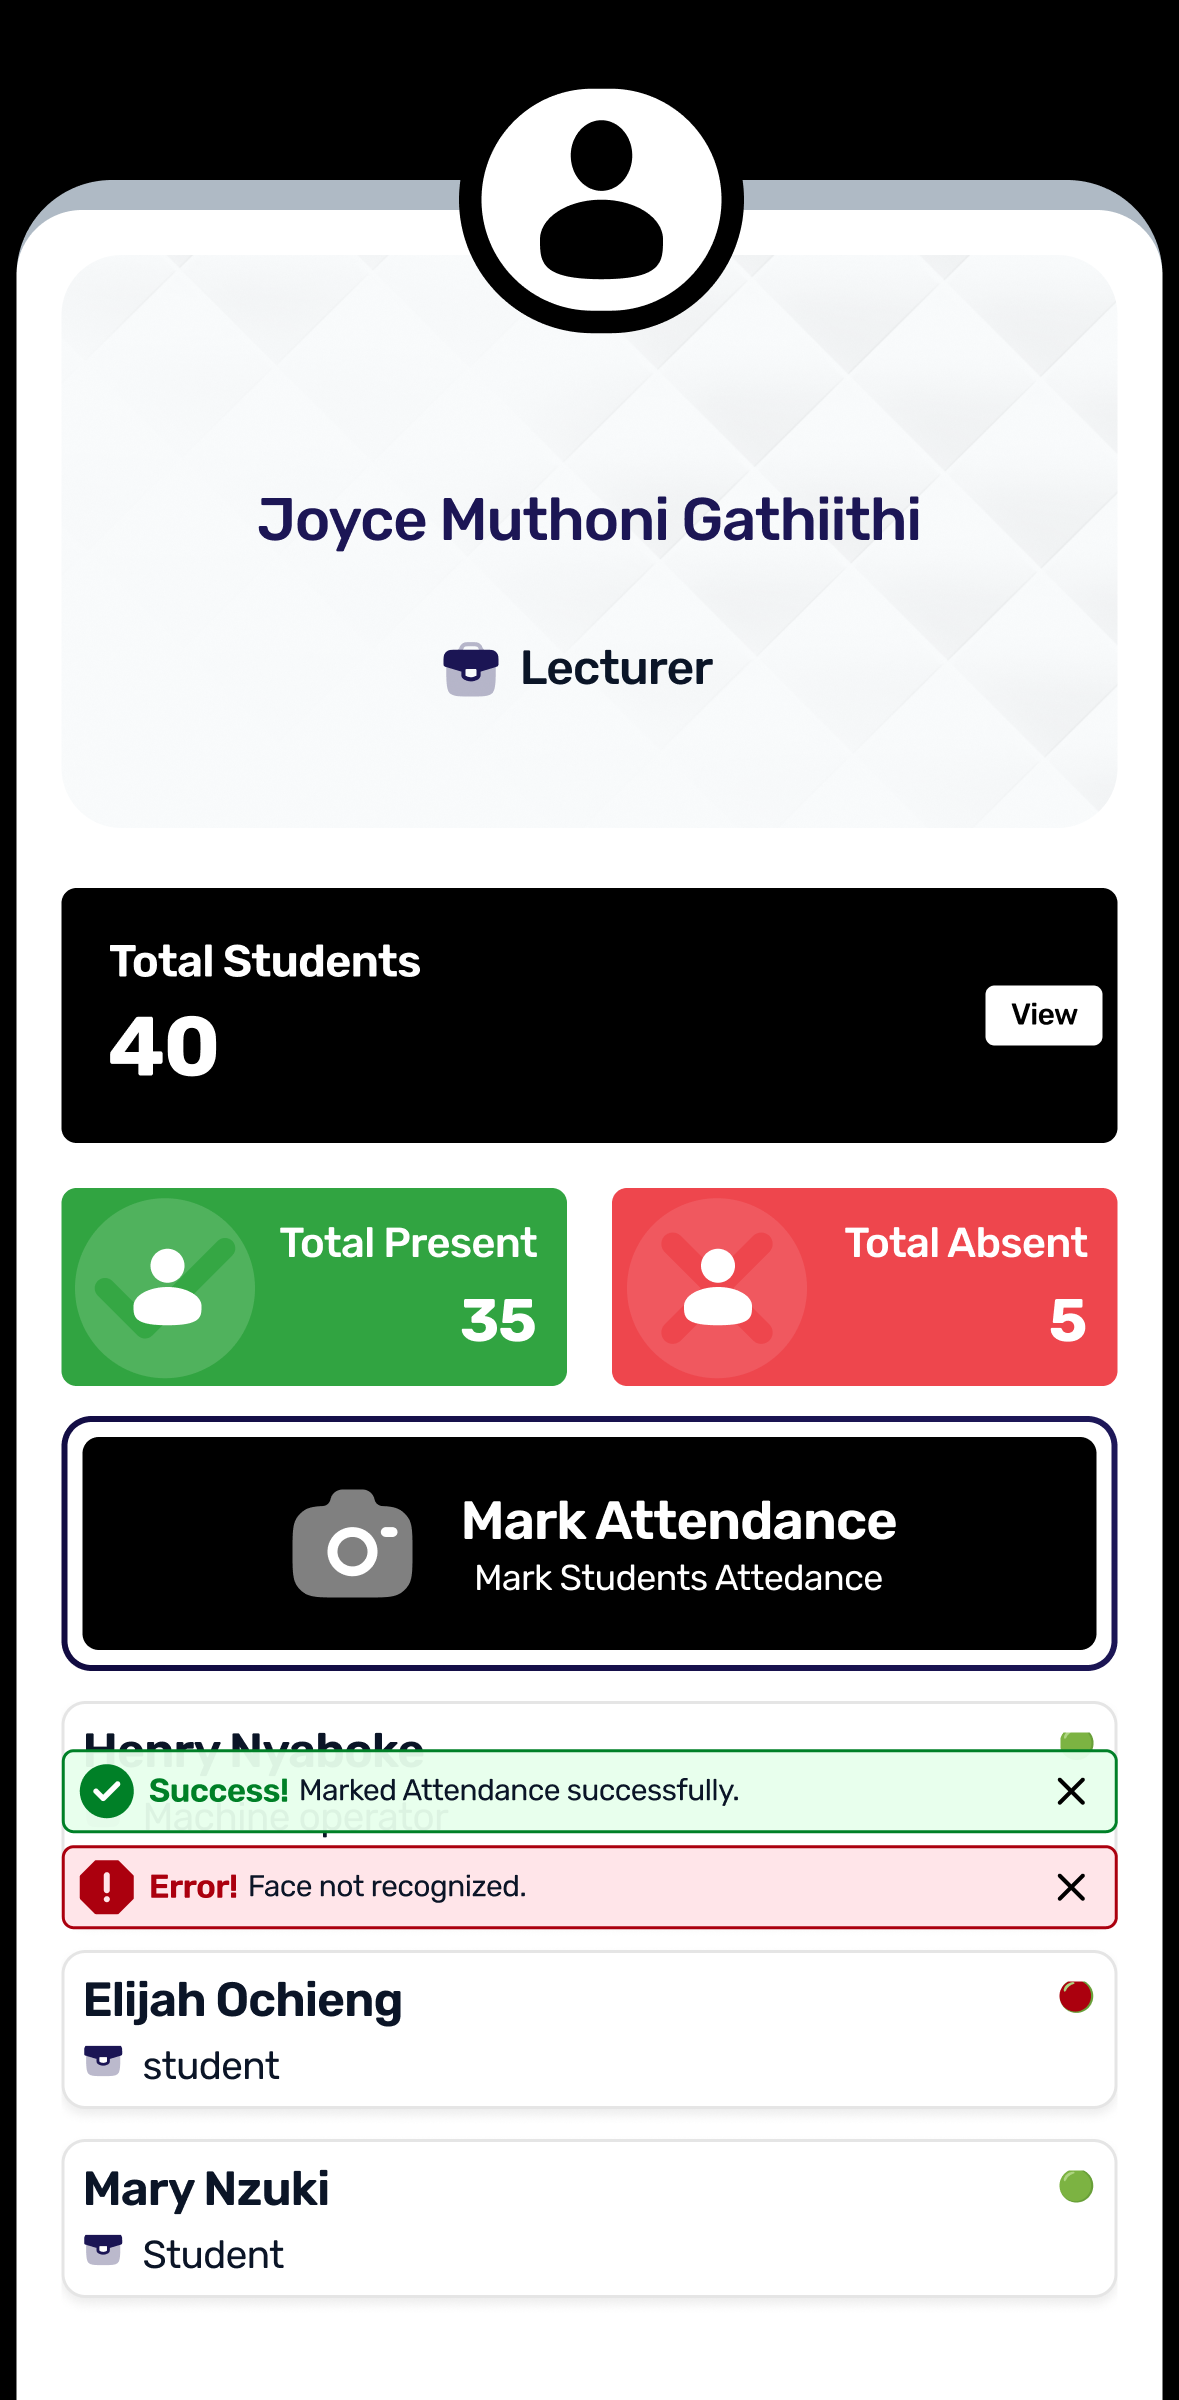 Joyce Muthoni Gathiithi
Lecturer
Total Students
40
View
Total Present
35
Total Absent
5
Mark Attendance
Mark Students Attedance
Henry Nyaboke
Success! Marked Attendance successfully.
Machine operator
Error! Face not recognized.
Elijah Ochieng
student
Mary Nzuki
Student